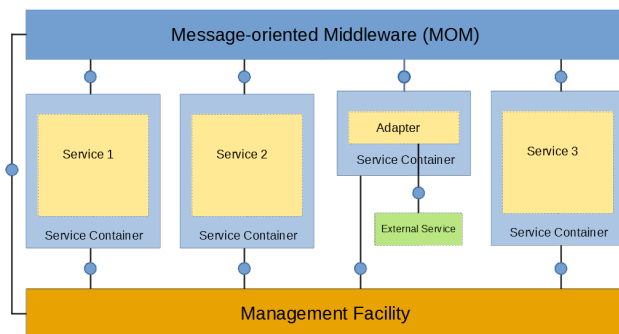 Message-oriented Middleware (MOM)
Service 1
Service Container
Service 2
Service Container
Adapter
Service Container
External Service
Service 3
Service Container
Management Facility